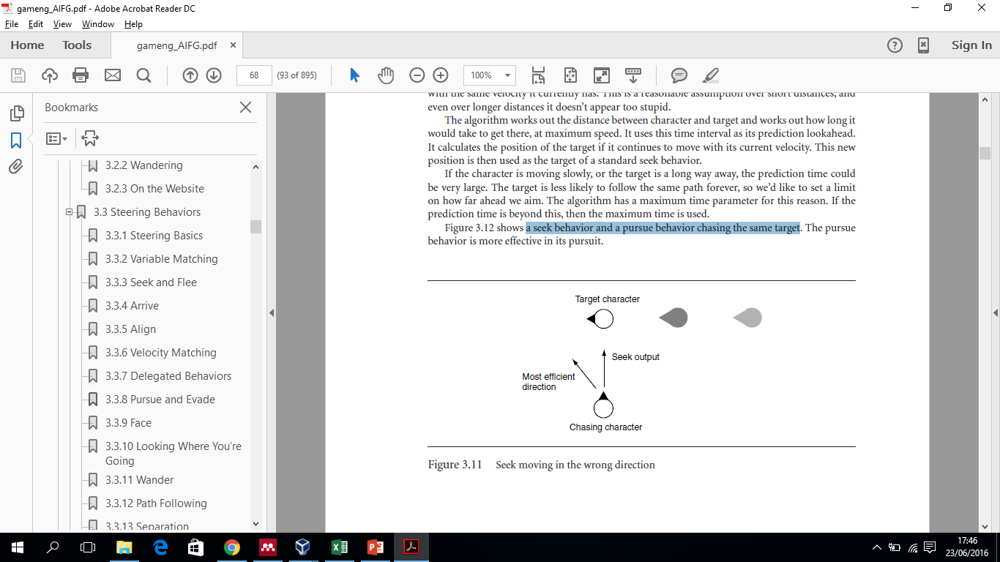 gameng_AIFG.pdf - Adobe Acrobat Reader DC
File Edit View Window Help
Home Tools gameng_AIFG.pdf × Sign In
68 (93 of 895) 100%
Bookmarks
3.2.2 Wandering
3.2.3 On the Website
3.3 Steering Behaviors
3.3.1 Steering Basics
3.3.2 Variable Matching
3.3.3 Seek and Flee
3.3.4 Arrive
3.3.5 Align
3.3.6 Velocity Matching
3.3.7 Delegated Behaviors
3.3.8 Pursue and Evade
3.3.9 Face
3.3.10 Looking Where You're
Going
3.3.11 Wander
3.3.12 Path Following
3.3.13 Separation
with the same velocity it currently has. This is a reasonable assumption over short distances, and
even over longer distances it doesn't appear too stupid.
The algorithm works out the distance between character and target and works out how long it
would take to get there, at maximum speed. It uses this time interval as its prediction lookahead.
It calculates the position of the target if it continues to move with its current velocity. This new
position is then used as the target of a standard seek behavior.
If the character is moving slowly, or the target is a long way away, the prediction time could
be very large. The target is less likely to follow the same path forever, so we'd like to set a limit
on how far ahead we aim. The algorithm has a maximum time parameter for this reason. If the
prediction time is beyond this, then the maximum time is used.
Figure 3.12 shows a seek behavior and a pursue behavior chasing the same target. The pursue
behavior is more effective in its pursuit.
Target character
Seek output
Most efficient
direction
Chasing character
Figure 3.11 Seek moving in the wrong direction
17:46
23/06/2016